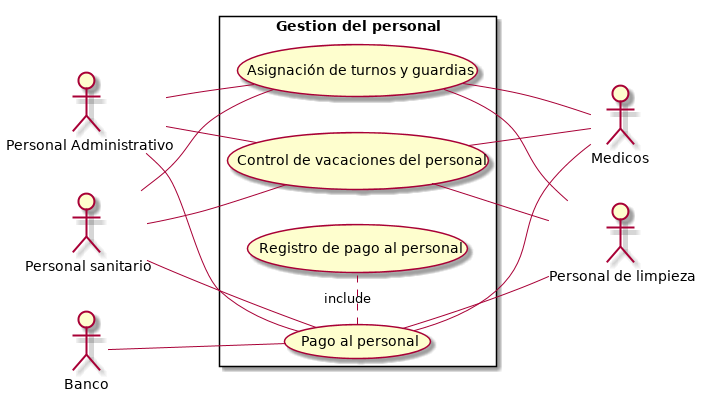 Gestion del personal
Asignación de turnos y guardias
Personal Administrativo
Medicos
Control de vacaciones del personal
Registro de pago al personal
Personal sanitario
Personal de limpieza
include
Pago al personal
Banco